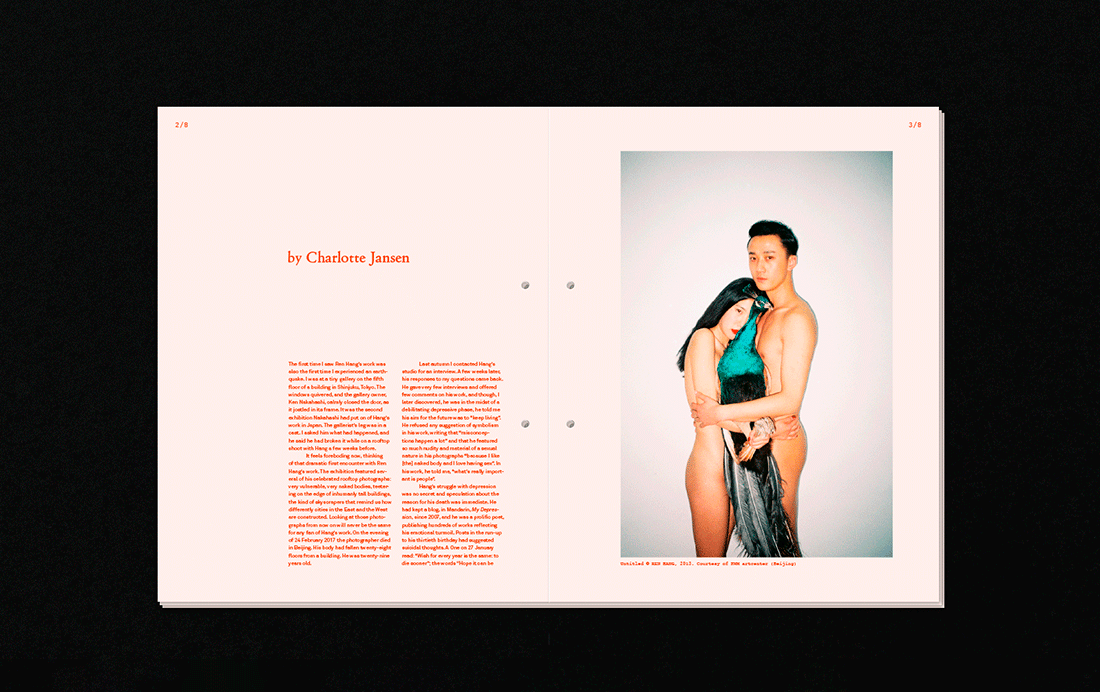 2/8
by Charlotte Jansen
The first time I saw Ren Hang's work was
also the first time I experienced an earth-
quake. I was at a tiny gallery on the fifth
floor of a building in Shinjuku, Tokyo. The
windows quivered, and the gallery owner,
Ken Nakahashi, calmly closed the door, as
it jostled in its frame. It was the second
exhibition Nakahashi had put on of Hang's
work in Japan. The gallerist's leg was in a
cast. I asked him what had happened, and
he said he had broken it while on a rooftop
shoot with Hang a few weeks before.
It feels foreboding now, thinking
of that dramatic first encounter with Ren
Hang's work. The exhibition featured sev-
eral of his celebrated rooftop photographs:
very vulnerable, very naked bodies, teeter-
ing on the edge of inhumanly tall buildings,
the kind of skyscrapers that remind us how
differently cities in the East and the West
are constructed. Looking at those photo-
graphs from now on will never be the same
for any fan of Hang's work. On the evening
of 24 February 2017 the photographer died
in Beijing. His body had fallen twenty-eight
floors from a building. He was twenty-nine
years old.
Last autumn I contacted Hang's
studio for an interview. A few weeks later,
his responses to my questions came back.
He gave very few interviews and offered
few comments on his work, and though, I
later discovered, he was in the midst of a
debilitating depressive phase, he told me
his aim for the future was to "keep living".
He refused any suggestion of symbolism
in his work, writing that "misconcep-
tions happen a lot" and that he featured
so much nudity and material of a sexual
nature in his photographs "because I like
[the] naked body and I love having sex". In
his work, he told me, "what's really import-
ant is people".
Hang's struggle with depression
was no secret and speculation about the
reason for his death was immediate. He
had kept a blog, in Mandarin, My Depres-
sion, since 2007, and he was a prolific poet,
publishing hundreds of works reflecting
his emotional turmoil. Posts in the run-up
to his thirtieth birthday had suggested
suicidal thoughts. A One on 27 January
read: "Wish for every year is the same: to
die sooner"; the words "Hope it can be
3/8
Untitled © REN HANG, 2013, Courtesy of artcenter (Beijing)